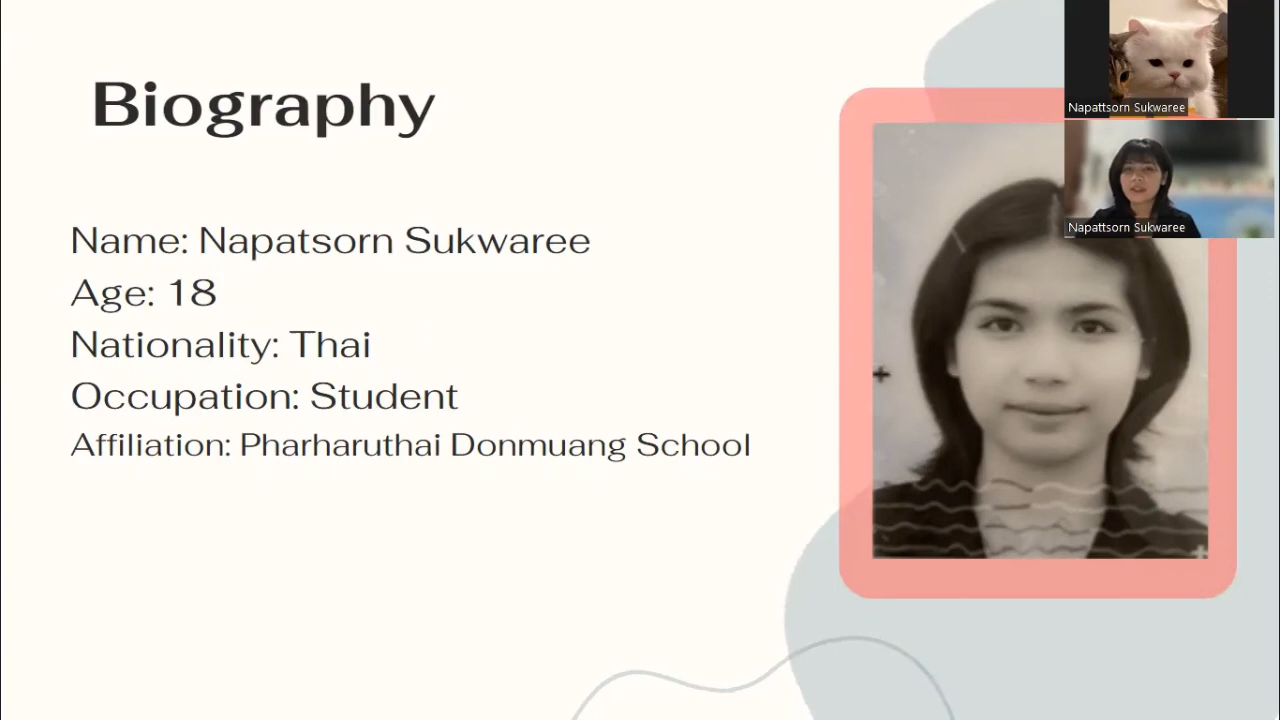 Biography
Name: Napatsorn Sukwaree
Age: 18
Nationality: Thai
Occupation: Student
Affiliation: Pharharuthai Donmuang School
Napattsorn Sukwaree
Napattsorn Sukwaree